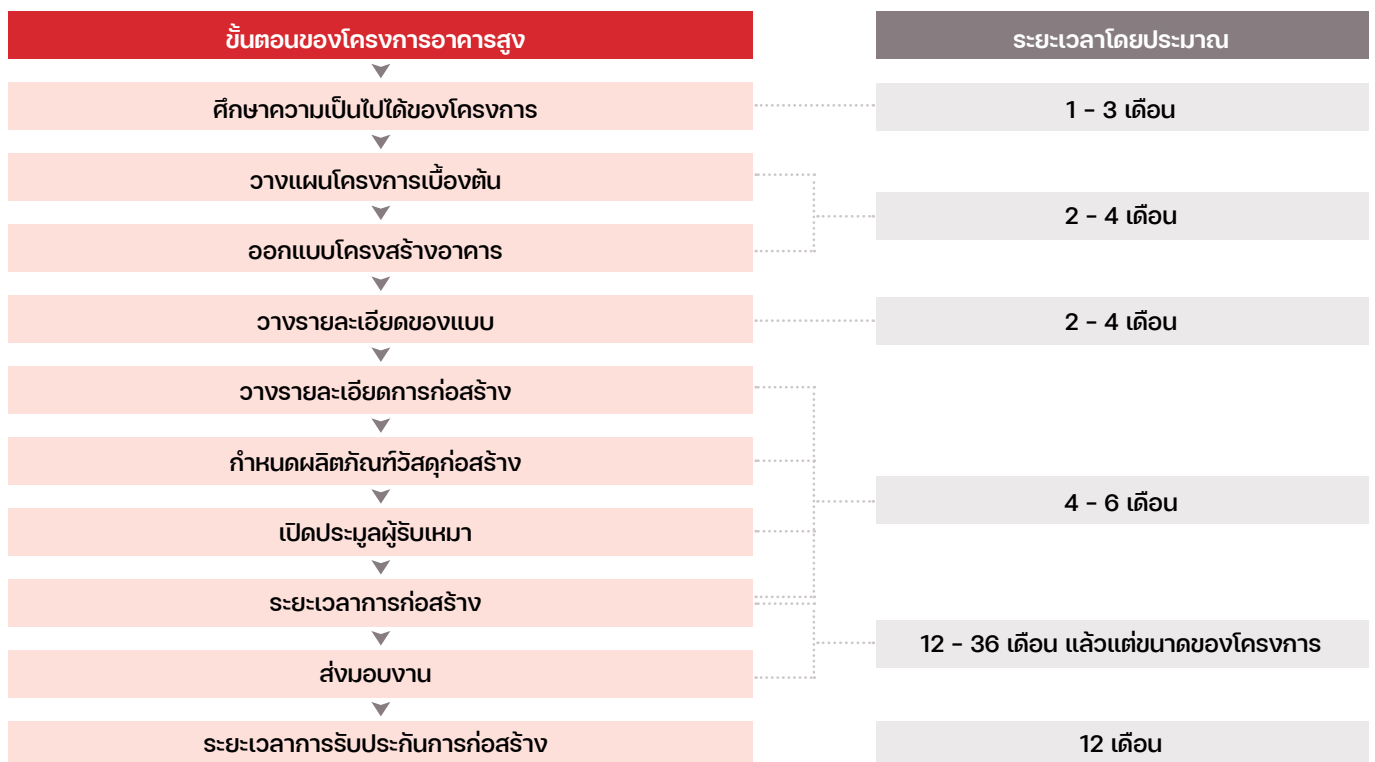 ขั้นตอนของโครงการอาคารสูง
ระยะเวลาโดยประมาณ
ศึกษาความเป็นไปได้ของโครงการ
1 - 3 เดือน
วางแผนโครงการเบื้องต้น
2 - 4 เดือน
ออกแบบโครงสร้างอาคาร
วางรายละเอียดของแบบ
2 - 4 เดือน
วางรายละเอียดการก่อสร้าง
กำหนดผลิตภัณฑ์วัสดุก่อสร้าง
4 - 6 เดือน
เปิดประมูลผู้รับเหมา
ระยะเวลาการก่อสร้าง
12 - 36 เดือน แล้วแต่ขนาดของโครงการ
ส่งมอบงาน
ระยะเวลาการรับประกันการก่อสร้าง
12 เดือน